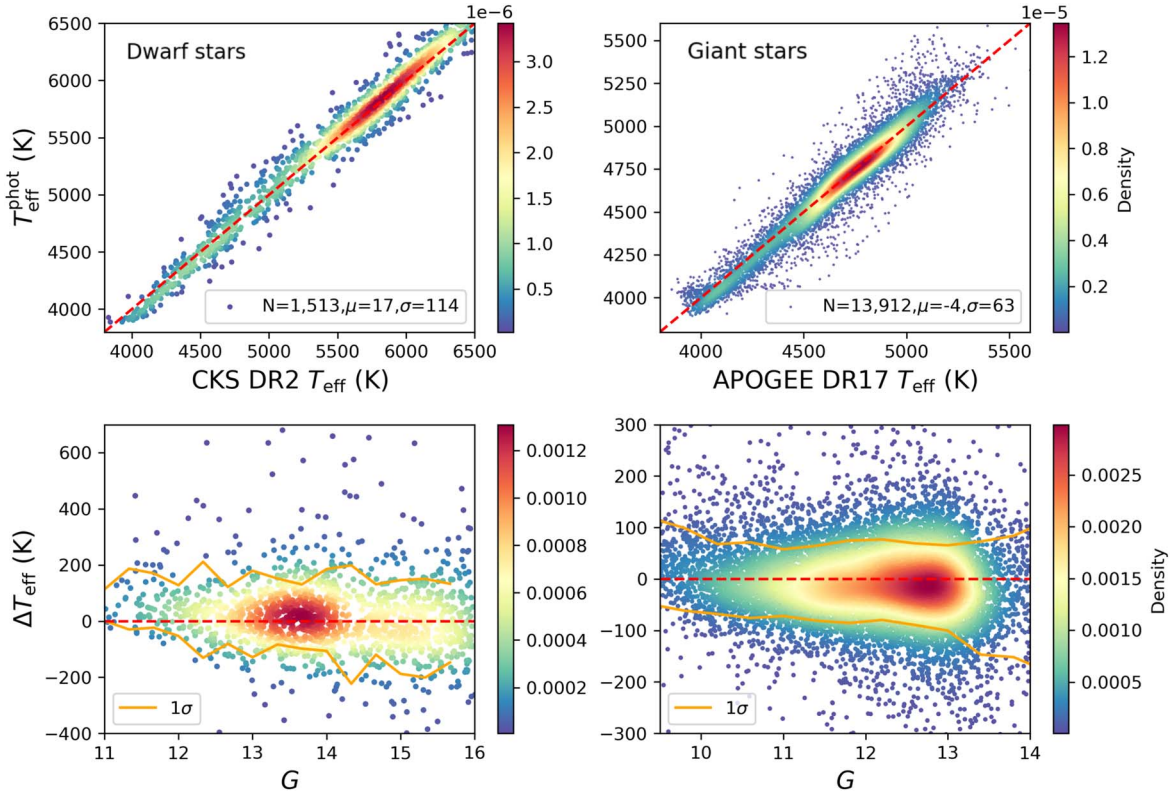 1e−6
6500
6000
5500
5000
4500
4000
T_eff^phot (K)
Dwarf stars
N=1,513,μ=17,σ=114
4000 4500 5000 5500 6000 6500
CKS DR2 T_eff (K)
3.0
2.5
2.0
1.5
1.0
0.5
1e−5
5500
5250
5000
4750
4500
4250
4000
Giant stars
N=13,912,μ=-4,σ=63
4000 4500 5000 5500
APOGEE DR17 T_eff (K)
1.2
1.0
0.8
0.6
0.4
0.2
Density
600
400
200
0
−200
−400
ΔT_eff (K)
1σ
11 12 13 14 15 16
G
0.0012
0.0010
0.0008
0.0006
0.0004
0.0002
300
200
100
0
−100
−200
−300
1σ
10 11 12 13 14
G
0.0025
0.0020
0.0015
0.0010
0.0005
Density